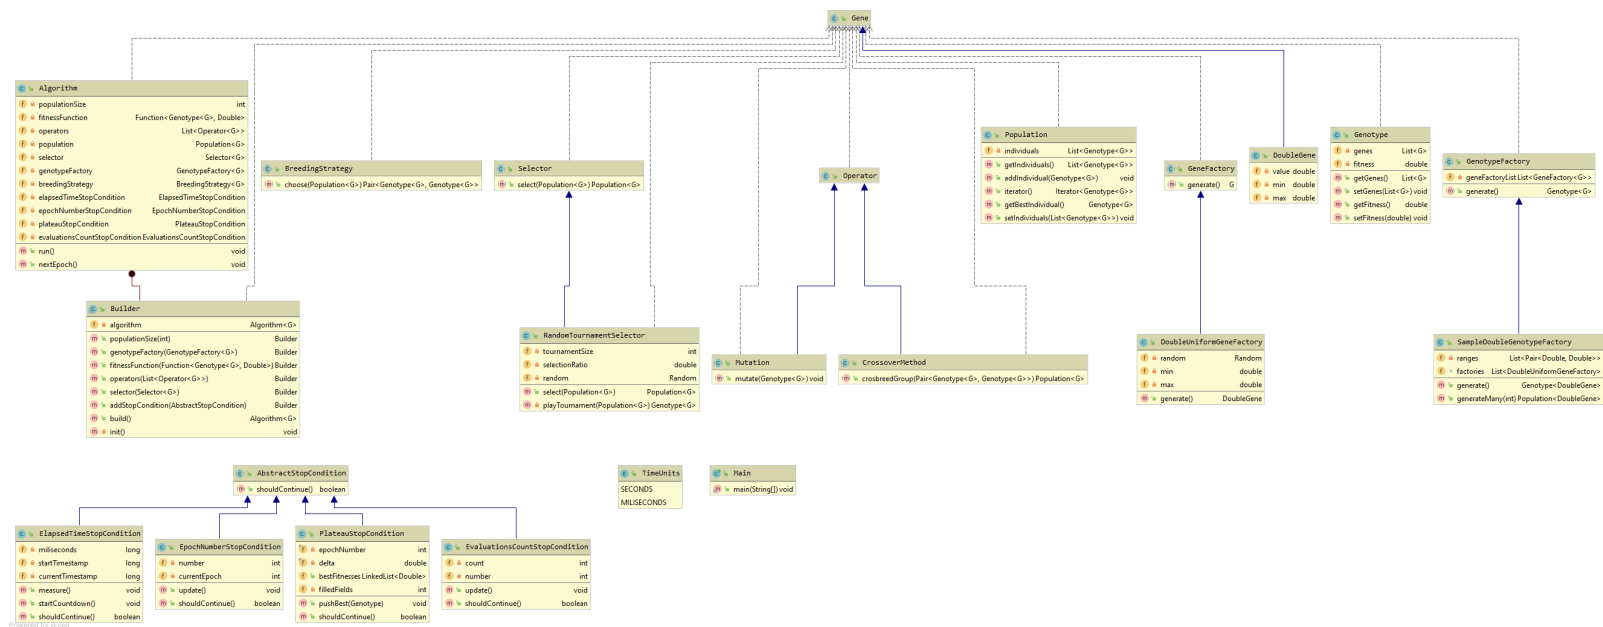 Gene
Algorithm
populationSize int
fitnessFunction Function<Genotype<G>, Double>
operators List<Operator<G>>
population Population<G>
selector Selector<G>
genotypeFactory GenotypeFactory<G>
breedingStrategy BreedingStrategy<G>
elapsedTimeStopCondition ElapsedTimeStopCondition
epochNumberStopCondition EpochNumberStopCondition
plateauStopCondition PlateauStopCondition
evaluationsCountStopCondition EvaluationsCountStopCondition
run() void
nextEpoch() void
BreedingStrategy
choose(Population<G>) Pair<Genotype<G>, Genotype<G>>
Selector
select(Population<G>) Population<G>
Operator
Population
individuals List<Genotype<G>>
getIndividuals() List<Genotype<G>>
addIndividual(Genotype<G>) void
iterator() Iterator<Genotype<G>>
getBestIndividual() Genotype<G>
setIndividuals(List<Genotype<G>>) void
GeneFactory
generate() G
DoubleGene
value double
min double
max double
Genotype
genes List<G>
fitness double
getGenes() List<G>
setGenes(List<G>) void
getFitness() double
setFitness(double) void
GenotypeFactory
geneFactoryList List<GeneFactory<G>>
generate() Genotype<G>
Builder
algorithm Algorithm<G>
populationSize(int) Builder
genotypeFactory(GenotypeFactory<G>) Builder
fitnessFunction(Function<Genotype<G>, Double>) Builder
operators(List<Operator<G>>) Builder
selector(Selector<G>) Builder
addStopCondition(AbstractStopCondition) Builder
build() Algorithm<G>
init() void
RandomTournamentSelector
tournamentSize int
selectionRatio double
random Random
select(Population<G>) Population<G>
playTournament(Population<G>) Genotype<G>
Mutation
mutate(Genotype<G>) void
CrossoverMethod
crosbreedGroup(Pair<Genotype<G>, Genotype<G>>) Population<G>
DoubleUniformGeneFactory
random Random
min double
max double
generate() DoubleGene
SampleDoubleGenotypeFactory
ranges List<Pair<Double, Double>>
factories List<DoubleUniformGeneFactory>
generate() Genotype<DoubleGene>
generateMany(int) Population<DoubleGene>
AbstractStopCondition
shouldContinue() boolean
TimeUnits
SECONDS
MILISECONDS
Main
main(String[]) void
ElapsedTimeStopCondition
miliseconds long
startTimestamp long
currentTimestamp long
measure() void
startCountdown() void
shouldContinue() boolean
EpochNumberStopCondition
number int
currentEpoch int
update() void
shouldContinue() boolean
PlateauStopCondition
epochNumber int
delta double
bestFitnesses LinkedList<Double>
filledFields int
pushBest(Genotype) void
shouldContinue() boolean
EvaluationsCountStopCondition
count int
number int
update() void
shouldContinue() boolean
Powered by yFiles